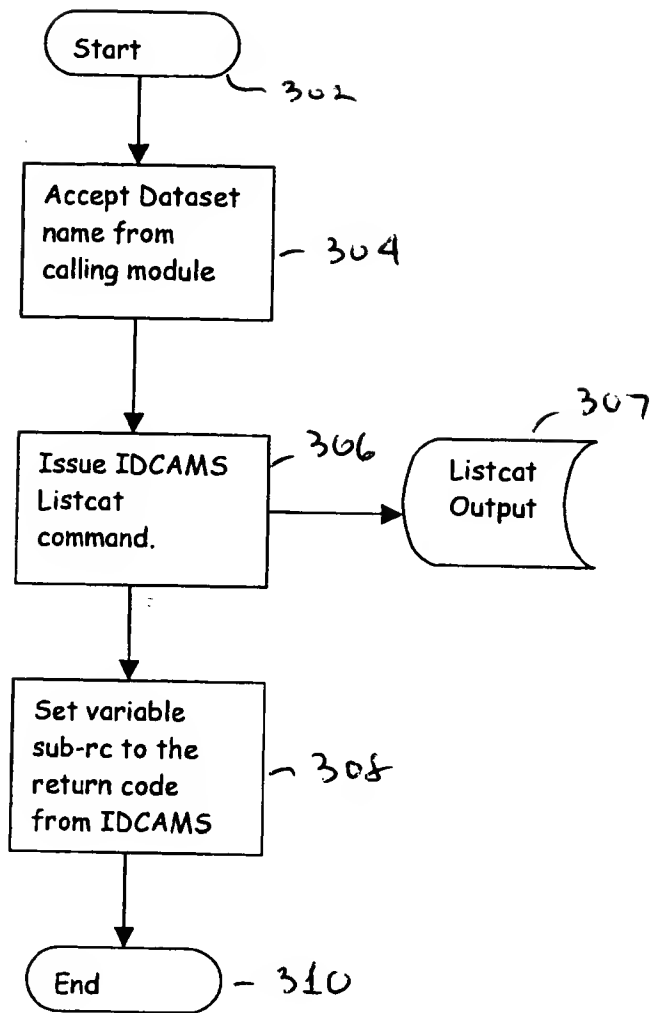 Start
302
Accept Dataset
name from
calling module
304
307
306
Issue IDCAMS
Listcat
command.
Listcat
Output
Set variable
sub-rc to the
return code
from IDCAMS
308
End
310